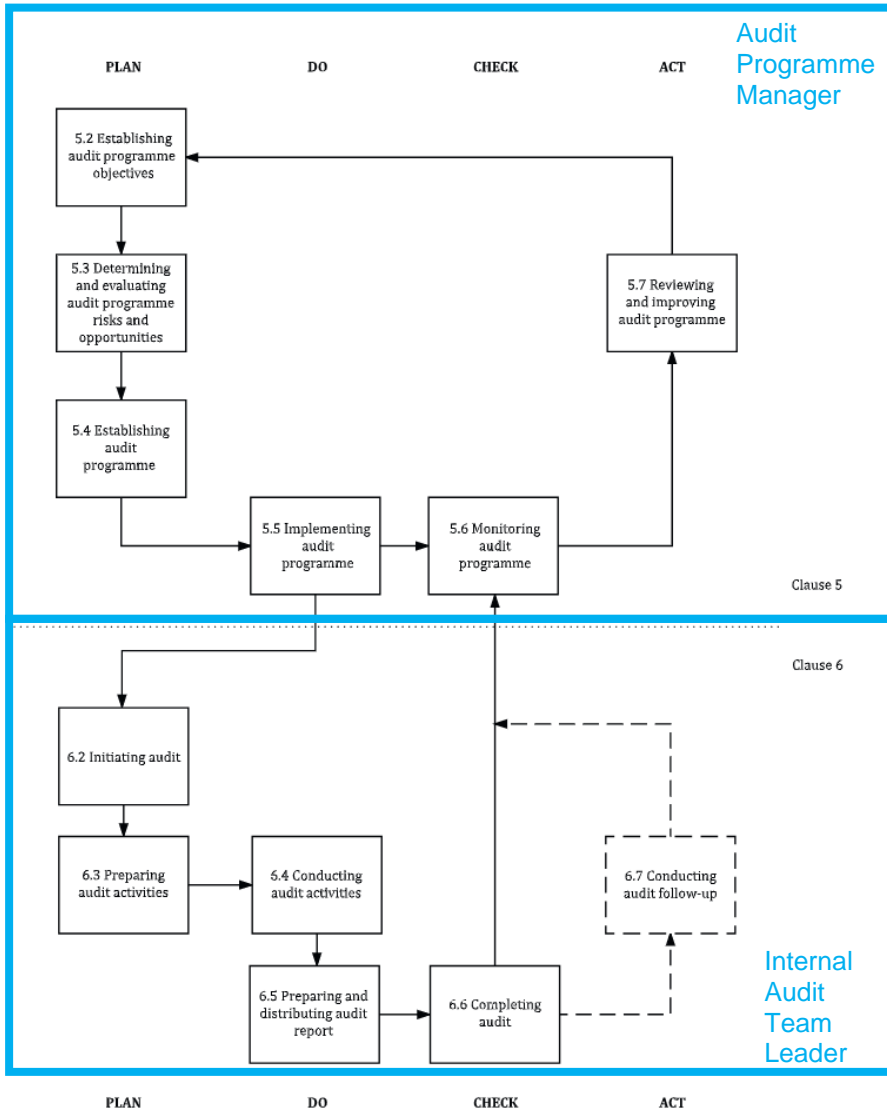 Audit
Programme
Manager
PLAN
DO
CHECK
ACT
5.2 Establishing
audit programme
objectives
5.3 Determining
and evaluating
audit programme
risks and
opportunities
5.7 Reviewing
and improving
audit programme
5.4 Establishing
audit
programme
5.5 Implementing
audit
programme
5.6 Monitoring
audit
programme
Clause 5
Clause 6
6.2 Initiating audit
6.3 Preparing
audit activities
6.4 Conducting
audit activities
6.7 Conducting
audit follow-up
6.5 Preparing and
distributing audit
report
6.6 Completing
audit
Internal
Audit
Team
Leader
PLAN
DO
CHECK
ACT